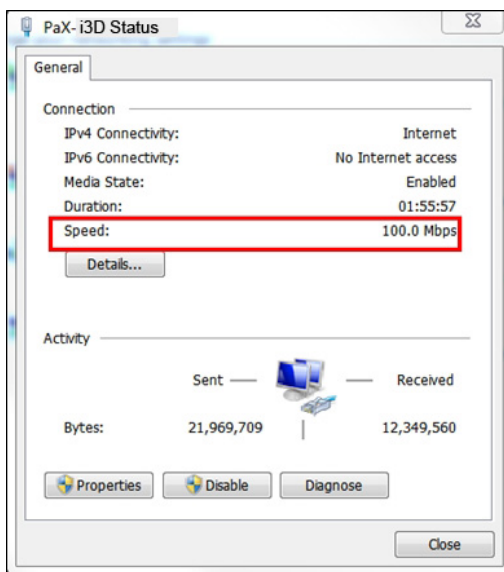 PaX-i3D Status
General
Connection
IPv4 Connectivity: Internet
IPv6 Connectivity: No Internet access
Media State: Enabled
Duration: 01:55:57
Speed: 100.0 Mbps
Details...
Activity
Sent Received
Bytes: 21,969,709 12,349,560
Properties Disable Diagnose
Close